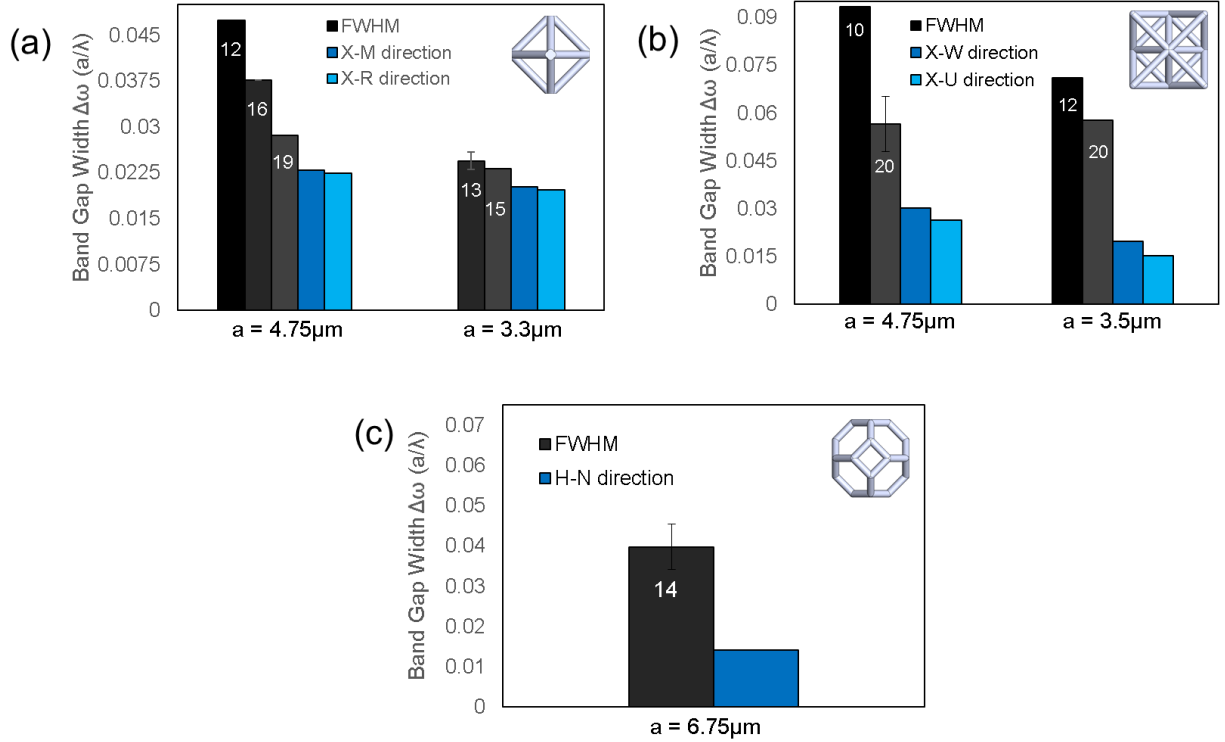 (a)
Band Gap Width Δω (a/λ)
0.045
0.0375
0.03
0.0225
0.015
0.0075
0
FWHM
X-M direction
X-R direction
12
16
19
13
15
a = 4.75µm
a = 3.3µm
(b)
Band Gap Width Δω (a/λ)
0.09
0.075
0.06
0.045
0.03
0.015
0
FWHM
X-W direction
X-U direction
10
20
12
20
a = 4.75µm
a = 3.5µm
(c)
Band Gap Width Δω (a/λ)
0.07
0.06
0.05
0.04
0.03
0.02
0.01
0
FWHM
H-N direction
14
a = 6.75µm